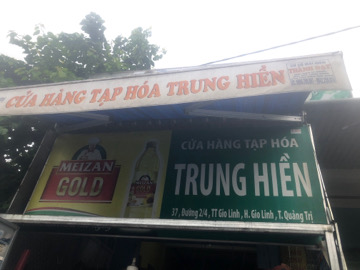 CỬA HÀNG TẠP HÓA TRUNG HIỀN
MEIZAN
GOLD
CỬA HÀNG TẠP HÓA
TRUNG HIỀN
37, Đường 2/4, TT Gio Linh, H. Gio Linh, T. Quảng Trị